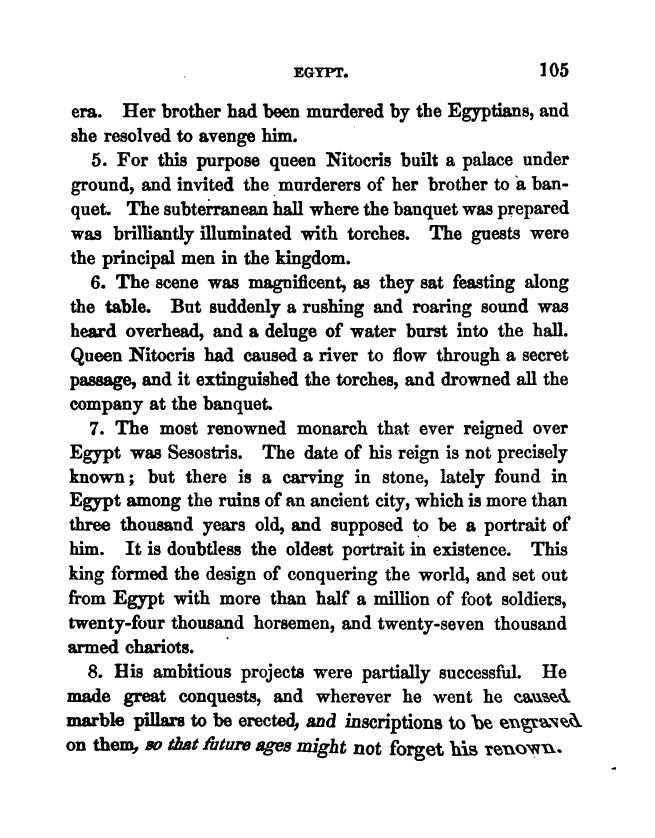 EGYPT. 105
era. Her brother had been murdered by the Egyptians, and
she resolved to avenge him.
5. For this purpose queen Nitocris built a palace under
ground, and invited the murderers of her brother to a ban-
quet. The subterranean hall where the banquet was prepared
was brilliantly illuminated with torches. The guests were
the principal men in the kingdom.
6. The scene was magnificent, as they sat feasting along
the table. But suddenly a rushing and roaring sound was
heard overhead, and a deluge of water burst into the hall.
Queen Nitocris had caused a river to flow through a secret
passage, and it extinguished the torches, and drowned all the
company at the banquet.
7. The most renowned monarch that ever reigned over
Egypt was Sesostris. The date of his reign is not precisely
known; but there is a carving in stone, lately found in
Egypt among the ruins of an ancient city, which is more than
three thousand years old, and supposed to be a portrait of
him. It is doubtless the oldest portrait in existence. This
king formed the design of conquering the world, and set out
from Egypt with more than half a million of foot soldiers,
twenty-four thousand horsemen, and twenty-seven thousand
armed chariots.
8. His ambitious projects were partially successful. He
made great conquests, and wherever he went he caused
marble pillars to be erected, and inscriptions to be engraved
on them, so that future ages might not forget his renown.